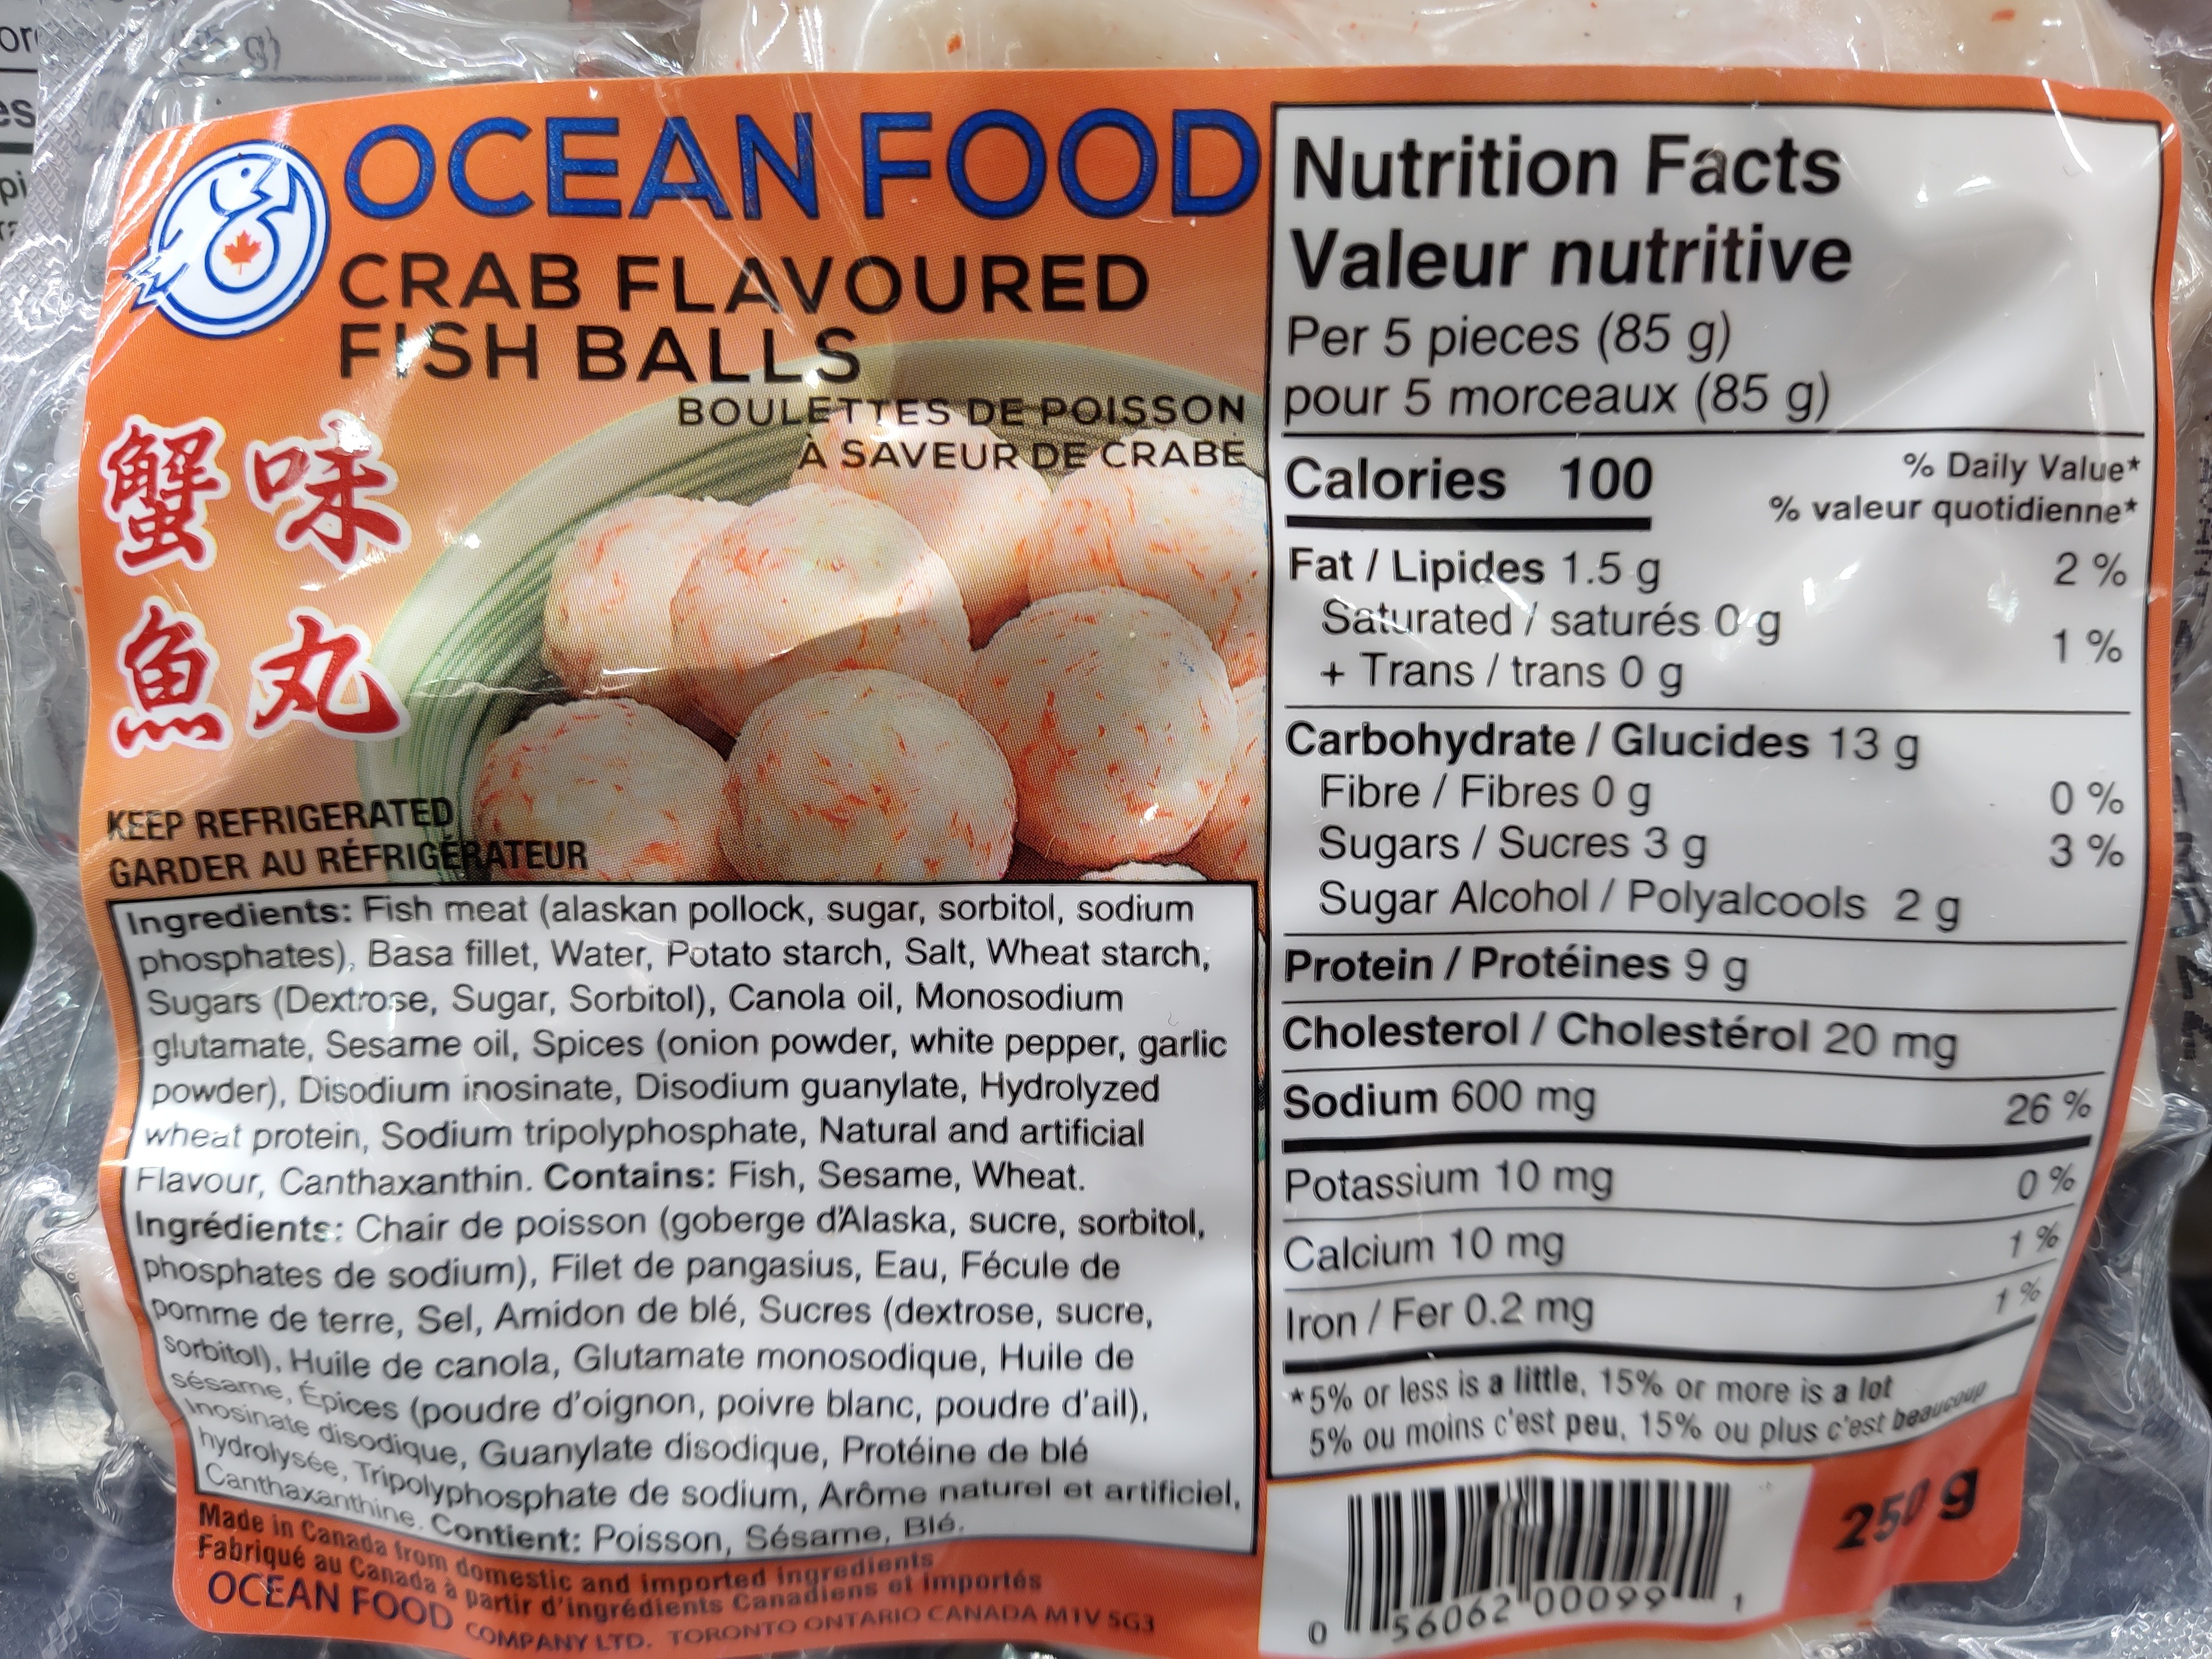 OCEAN FOOD
CRAB FLAVOURED
FISH BALLS
BOULETTES DE POISSON
À SAVEUR DE CRABE
蟹味
魚丸
KEEP REFRIGERATED
GARDER AU RÉFRIGÉRATEUR
Ingredients: Fish meat (alaskan pollock, sugar, sorbitol, sodium
phosphates), Basa fillet, Water, Potato starch, Salt, Wheat starch,
Sugars (Dextrose, Sugar, Sorbitol), Canola oil, Monosodium
glutamate, Sesame oil, Spices (onion powder, white pepper, garlic
powder), Disodium inosinate, Disodium guanylate, Hydrolyzed
wheat protein, Sodium tripolyphosphate, Natural and artificial
Flavour, Canthaxanthin. Contains: Fish, Sesame, Wheat.
Ingrédients: Chair de poisson (goberge d'Alaska, sucre, sorbitol,
phosphates de sodium), Filet de pangasius, Eau, Fécule de
pomme de terre, Sel, Amidon de blé, Sucres (dextrose, sucre,
sorbitol), Huile de canola, Glutamate monosodique, Huile de
sésame, Épices (poudre d'oignon, poivre blanc, poudre d'ail),
Inosinate disodique, Guanylate disodique, Protéine de blé
hydrolysée, Tripolyphosphate de sodium, Arôme naturel et artificiel,
Canthaxanthine. Contient: Poisson, Sésame, Blé.
Made in Canada from domestic and imported ingredients
Fabriqué au Canada à partir d'ingrédients Canadiens et importés
OCEAN FOOD COMPANY LTD. TORONTO ONTARIO CANADA M1V 5G3
Nutrition Facts
Valeur nutritive
Per 5 pieces (85 g)
pour 5 morceaux (85 g)
Calories 100
% Daily Value*
% valeur quotidienne*
Fat / Lipides 1.5 g 2 %
Saturated / saturés 0 g
+ Trans / trans 0 g 1 %
Carbohydrate / Glucides 13 g
Fibre / Fibres 0 g 0 %
Sugars / Sucres 3 g 3 %
Sugar Alcohol / Polyalcools 2 g
Protein / Protéines 9 g
Cholesterol / Cholestérol 20 mg
Sodium 600 mg 26 %
Potassium 10 mg 0 %
Calcium 10 mg 1 %
Iron / Fer 0.2 mg 1 %
*5% or less is a little, 15% or more is a lot
5% ou moins c'est peu, 15% ou plus c'est beaucoup
250 g
0 56062 00099 1